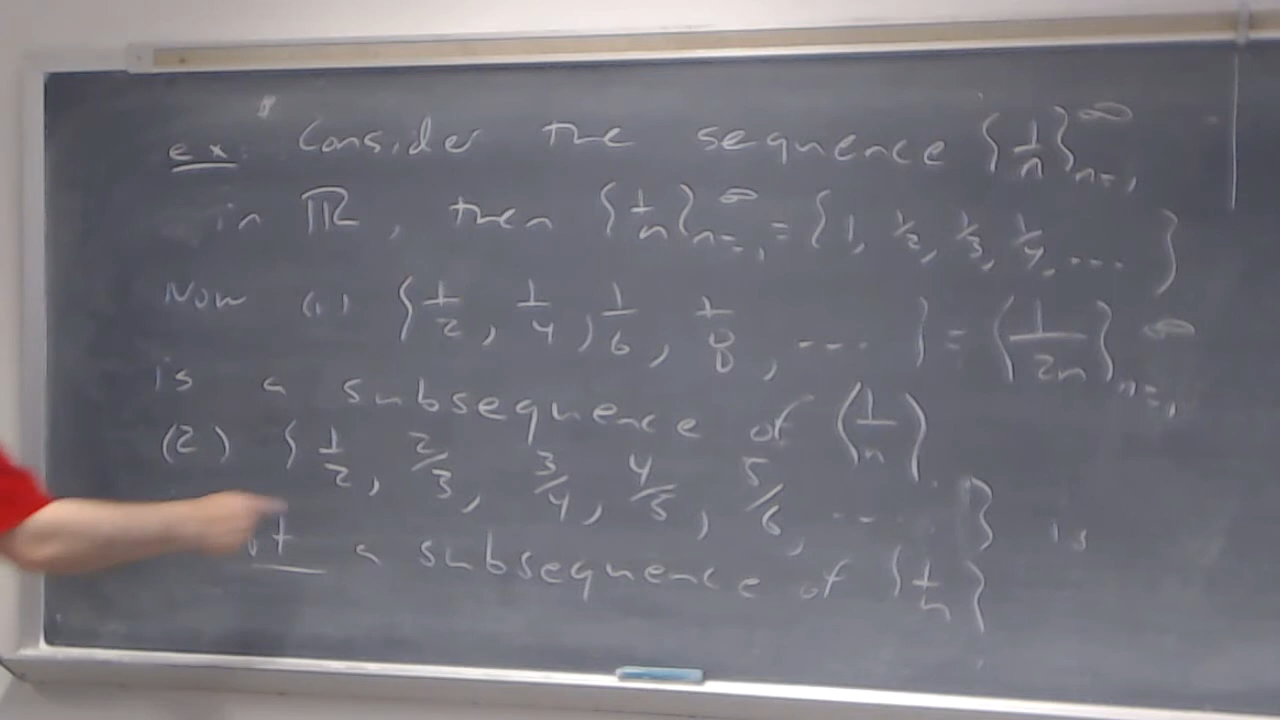 ex: Consider the sequence {1/n}_{n=1}^∞
in ℝ, then {1/n}_{n=1}^∞ = {1, 1/2, 1/3, 1/4, ... }
Now (1) {1/2, 1/4, 1/6, 1/8, ... } = {1/2n}_{n=1}^∞
is a subsequence of {1/n}.
(2) {1/2, 2/3, 3/4, 4/5, 5/6, ... } is
a subsequence of {1/n}